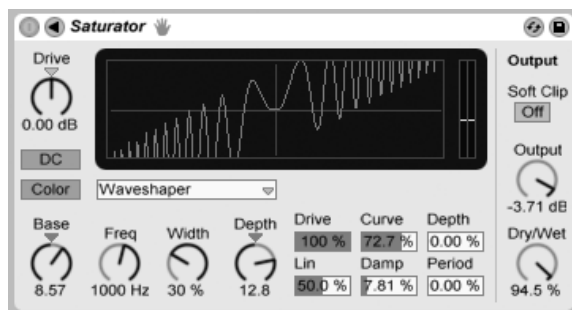 Saturator
Drive
0.00 dB
DC
Color
Waveshaper
Base
8.57
Freq
1000 Hz
Width
30 %
Depth
12.8
Drive
100 %
Curve
72.7 %
Depth
0.00 %
Lin
50.0 %
Damp
7.81 %
Period
0.00 %
Output
Soft Clip
Off
Output
-3.71 dB
Dry/Wet
94.5 %